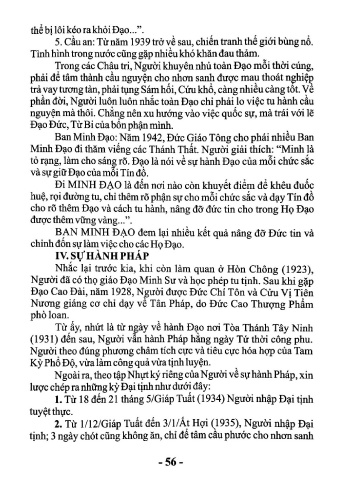 thể bị lôi kéo ra khỏi Đạo...”.
5. Cầu an: Từ năm 1939 trở về sau, chiến tranh thế giới bùng nổ.
Tình hình trong nước cũng gặp nhiều khó khăn đau thảm.
Trong các Châu tri, Người khuyên nhủ toàn Đạo mỗi thời cúng,
phải để tâm thành cầu nguyện cho nhơn sanh được mau thoát nghiệp
trả vay tương tàn, phải tụng Sám hối, Cứu khổ, càng nhiều càng tốt. Về
phần đời, Người luôn luôn nhắc toàn Đạo chỉ phải lo việc tu hành cầu
nguyện mà thôi. Chẳng nên xu hướng vào việc quốc sự, mà trái với lẽ
Đạo Đức, Từ Bi của bổn phận mình.
Ban Minh Đạo: Năm 1942, Đức Giáo Tông cho phái nhiều Ban
Minh Đạo đi thăm viếng các Thánh Thất. Người giải thích: “Minh là
tỏ rạng, làm cho sáng rõ. Đạo là nói về sự hành Đạo của mỗi chức sắc
và sự giữ Đạo của mỗi Tín đồ.
Đi MINH ĐẠO là đến nơi nào còn khuyết điểm để khêu đuốc
huệ, rọi đường tu, chỉ thêm rõ phận sự cho mỗi chức sắc và dạy Tín đồ
cho rõ thêm Đạo và cách tu hành, nâng đỡ đức tin cho trong Họ Đạo
được thêm vững vàng...”.
BAN MINH ĐẠO đem lại nhiều kết quả nâng đỡ Đức tin và
chỉnh đốn sự làm việc cho các Họ Đạo.
IV. SỰ HÀNH PHÁP
Nhắc lại trước kia, khi còn làm quan ở Hòn Chông (1923),
Người đã có thọ giáo Đạo Minh Sư và học phép tu tịnh. Sau khi gặp
Đạo Cao Đài, năm 1928, Người được Đức Chí Tôn và Cửu Vị Tiên
Nương giáng cơ chỉ dạy về Tân Pháp, do Đức Cao Thượng Phẩm
phò loan.
Từ ấy, nhứt là từ ngày về hành Đạo nơi Tòa Thánh Tây Ninh
(1931) đến sau, Người vẫn hành Pháp hằng ngày Tứ thời công phu.
Người theo đúng phương châm tích cực và tiêu cực hóa hợp của Tam
Kỳ Phổ Độ, vừa làm công quả vừa tịnh luyện.
Ngoài ra, theo tập Nhựt ký riêng của Người về sự hành Pháp, xin
lược chép ra những kỳ Đại tịnh như dưới đây:
1. Từ 18 đến 21 tháng 5/Giáp Tuất (1934) Người nhập Đại tịnh
tuyệt thực.
2. Từ 1/12/Giáp Tuất đến 3/1/Ất Hợi (1935), Người nhập Đại
tịnh; 3 ngày chót cũng không ăn, chỉ để tâm cầu phước cho nhơn sanh
- 56 -